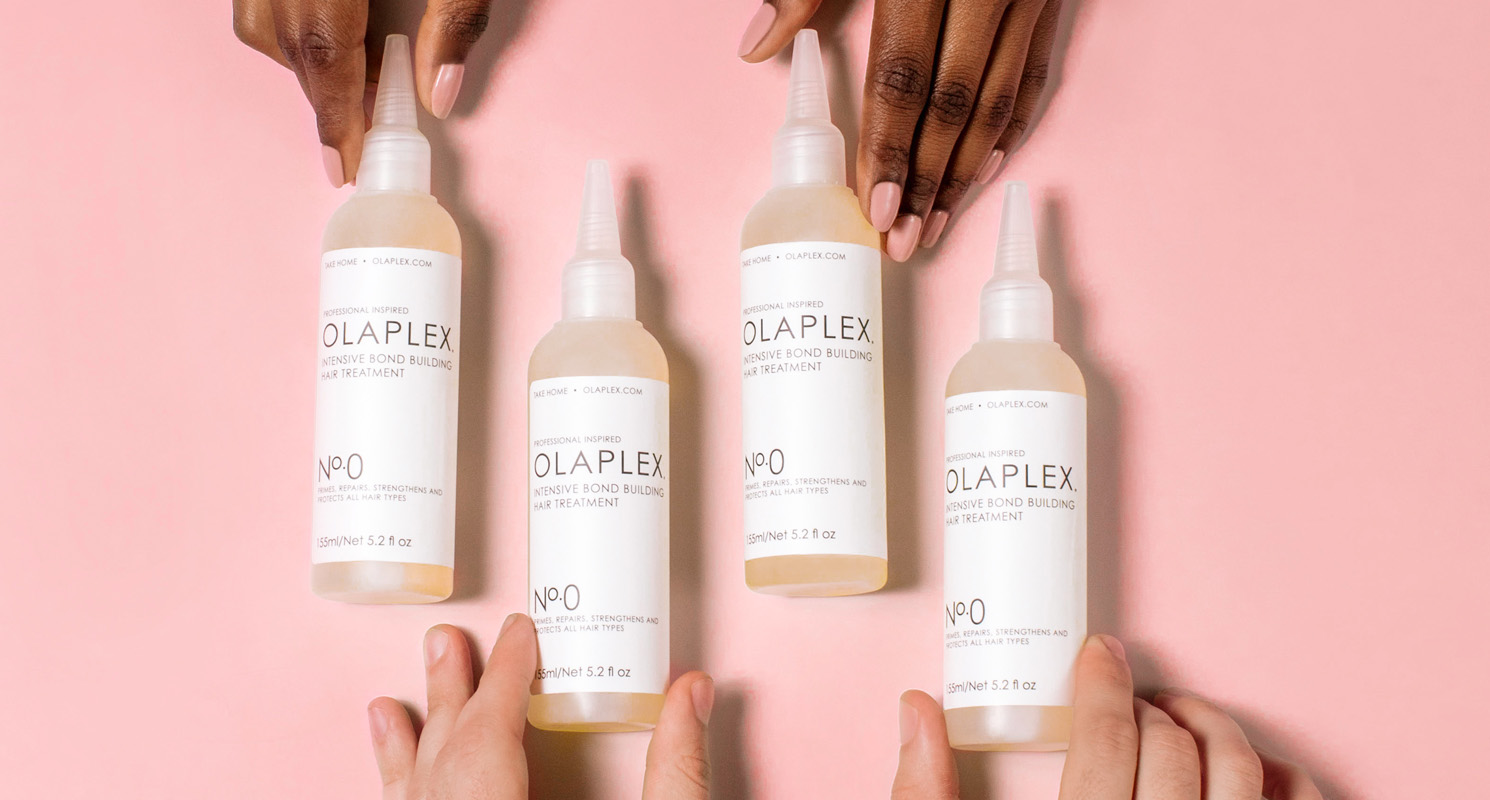 TAKE HOME • OLAPLEX.COM
PROFESSIONAL INSPIRED
OLAPLEX.
INTENSIVE BOND BUILDING
HAIR TREATMENT
Nº.0
PRIMES, REPAIRS, STRENGTHENS AND
PROTECTS ALL HAIR TYPES
155ml/Net 5.2 fl oz
TAKE HOME • OLAPLEX.COM
PROFESSIONAL INSPIRED
OLAPLEX.
INTENSIVE BOND BUILDING
HAIR TREATMENT
Nº.0
PRIMES, REPAIRS, STRENGTHENS AND
PROTECTS ALL HAIR TYPES
155ml/Net 5.2 fl oz
TAKE HOME • OLAPLEX.COM
PROFESSIONAL INSPIRED
OLAPLEX.
INTENSIVE BOND BUILDING
HAIR TREATMENT
Nº.0
PRIMES, REPAIRS, STRENGTHENS AND
PROTECTS ALL HAIR TYPES
155ml/Net 5.2 fl oz
TAKE HOME • OLAPLEX.COM
PROFESSIONAL INSPIRED
OLAPLEX.
INTENSIVE BOND BUILDING
HAIR TREATMENT
Nº.0
PRIMES, REPAIRS, STRENGTHENS AND
PROTECTS ALL HAIR TYPES
155ml/Net 5.2 fl oz